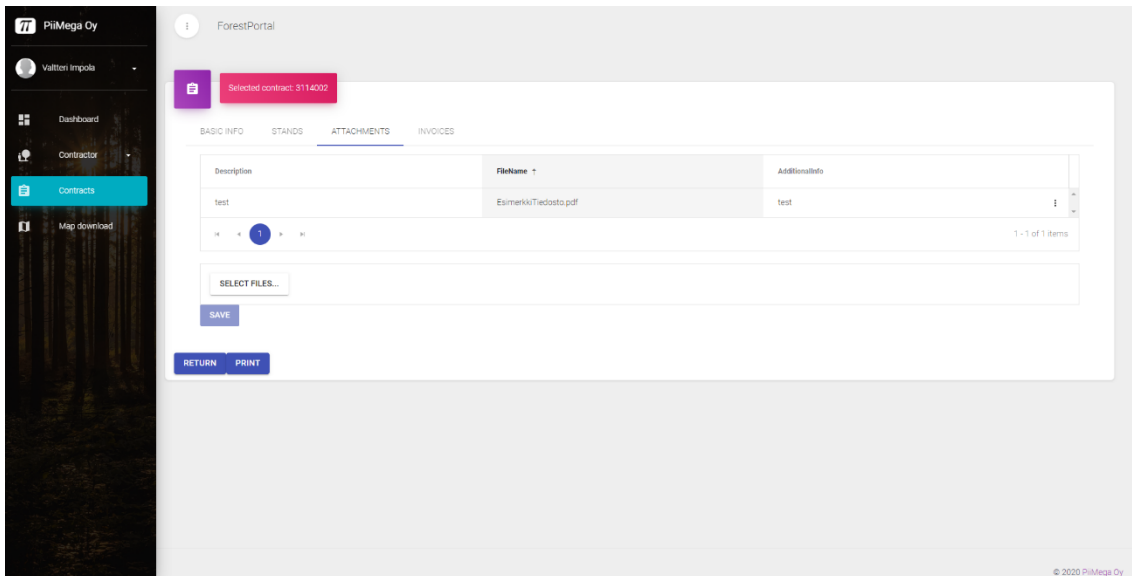 PiiMega Oy
ForestPortal
Valtteri Impola
Selected contract: 3114002
Dashboard
Contractor
Contracts
Map download
BASIC INFO STANDS ATTACHMENTS INVOICES
Description FileName ↑ AdditionalInfo
test EsimerkkiTiedosto.pdf test
1 1 - 1 of 1 items
SELECT FILES...
SAVE
RETURN PRINT
© 2020 PiiMega Oy